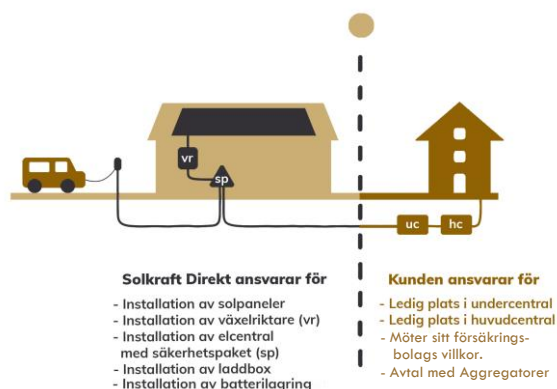 vr
sp
uc
hc
Solkraft Direkt ansvarar för
- Installation av solpaneler
- Installation av växelriktare (vr)
- Installation av elcentral
med säkerhetspaket (sp)
- Installation av laddbox
- Installation av batterilagring
Kunden ansvarar för
- Ledig plats i undercentral
- Ledig plats i huvudcentral
- Möter sitt försäkrings-
bolags villkor.
- Avtal med Aggregatorer